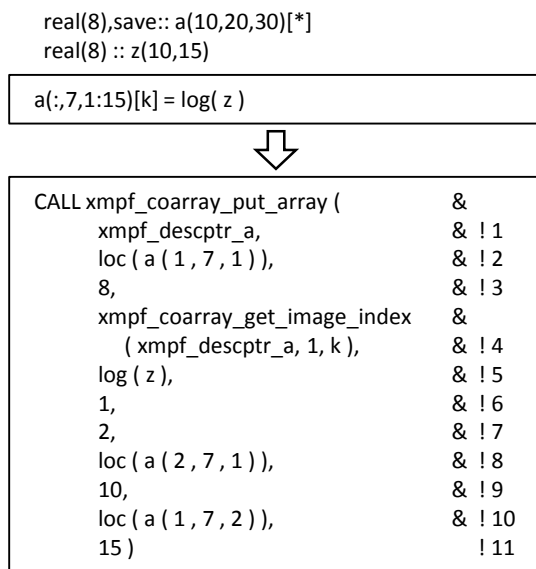 real(8),save:: a(10,20,30)[*]
real(8) :: z(10,15)
a(:,7,1:15)[k] = log( z )
CALL xmpf_coarray_put_array ( &
xmpf_descptr_a, & ! 1
loc ( a ( 1 , 7 , 1 ) ), & ! 2
8, & ! 3
xmpf_coarray_get_image_index &
( xmpf_descptr_a, 1, k ), & ! 4
log ( z ), & ! 5
1, & ! 6
2, & ! 7
loc ( a ( 2 , 7 , 1 ) ), & ! 8
10, & ! 9
loc ( a ( 1 , 7 , 2 ) ), & ! 10
15 ) ! 11